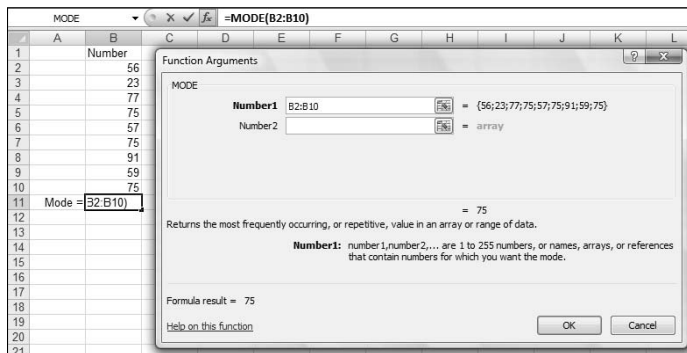 MODE =MODE(B2:B10)
A B C D E F G H I J K L
1 Number
2 56
3 23
4 77
5 75
6 57
7 75
8 91
9 59
10 75
11 Mode = B2:B10)
12
13
14
15
16
17
18
19
20
21
Function Arguments
MODE
Number1 B2:B10 = {56;23;77;75;57;75;91;59;75}
Number2 = array
= 75
Returns the most frequently occurring, or repetitive, value in an array or range of data.
Number1: number1,number2,... are 1 to 255 numbers, or names, arrays, or references
that contain numbers for which you want the mode.
Formula result = 75
Help on this function OK Cancel